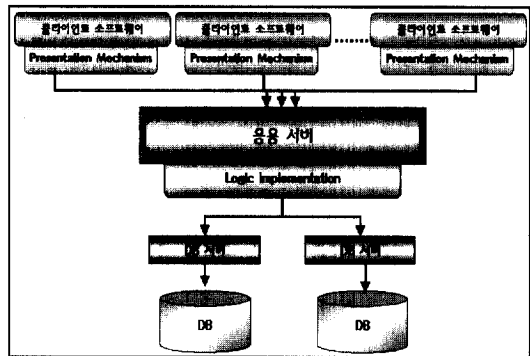 클라이언트 소프트웨어
Presentation Mechanism
클라이언트 소프트웨어
Presentation Mechanism
클라이언트 소프트웨어
Presentation Mechanism
응용 서버
Logic Implementation
DB 서버
DB 서버
DB
DB